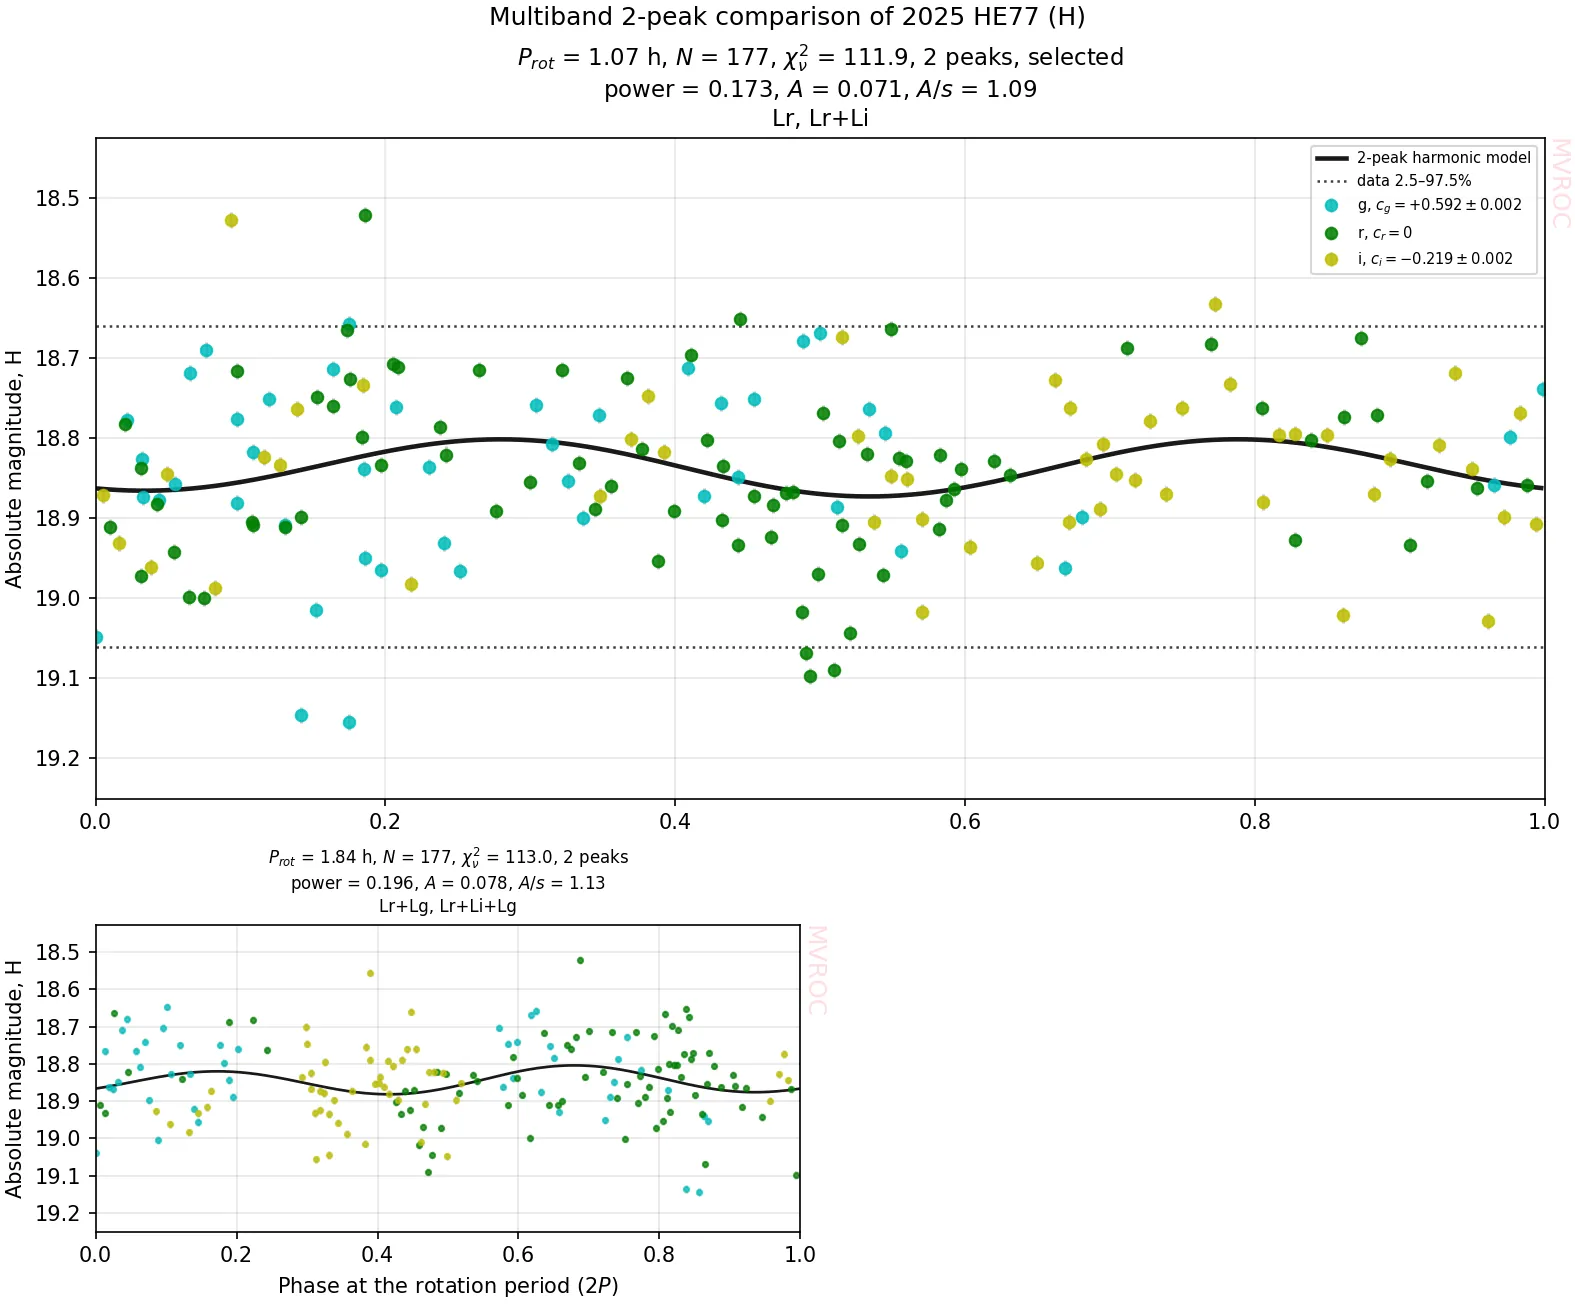 Multiband 2-peak comparison of 2025 HE77 (H)
P_rot = 1.07 h, N = 177, χ²_ν = 111.9, 2 peaks, selected
power = 0.173, A = 0.071, A/s = 1.09
Lr, Lr+Li
2-peak harmonic model
data 2.5–97.5%
g, c_g = +0.592 ± 0.002
r, c_r = 0
i, c_i = −0.219 ± 0.002
MVROC
Absolute magnitude, H
18.5
18.6
18.7
18.8
18.9
19.0
19.1
19.2
0.0 0.2 0.4 0.6 0.8 1.0
P_rot = 1.84 h, N = 177, χ²_ν = 113.0, 2 peaks
power = 0.196, A = 0.078, A/s = 1.13
Lr+Lg, Lr+Li+Lg
MVROC
Absolute magnitude, H
18.5
18.6
18.7
18.8
18.9
19.0
19.1
19.2
0.0 0.2 0.4 0.6 0.8 1.0
Phase at the rotation period (2P)